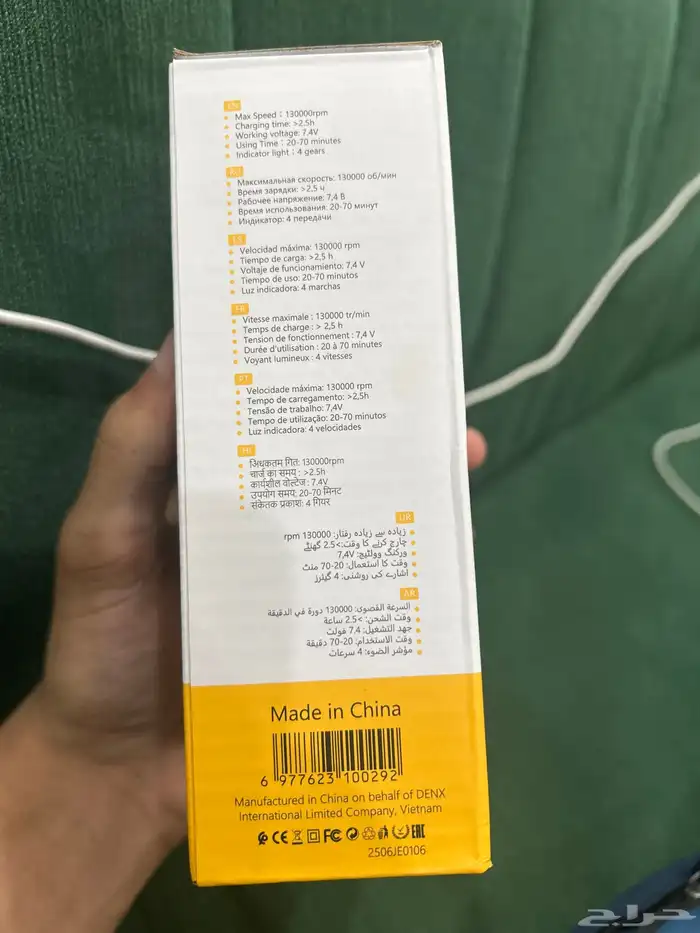 EN
Max Speed : 130000rpm
Charging time: >2.5h
Working voltage: 7.4V
Using Time : 20-70 minutes
Indicator light : 4 gears
RU
Максимальная скорость: 130000 об/мин
Время зарядки: >2,5 ч
Рабочее напряжение: 7,4 В
Время использования: 20-70 минут
Индикатор: 4 передачи
Velocidad máxima: 130000 rpm
Tiempo de carga: >2,5 h
Voltaje de funcionamiento: 7,4 V
Tiempo de uso: 20-70 minutos
Luz indicadora: 4 marchas
Vitesse maximale : 130000 tr/min
Temps de charge : > 2,5 h
Tension de fonctionnement : 7,4 V
Durée d'utilisation : 20 à 70 minutes
Voyant lumineux : 4 vitesses
PT
Velocidade máxima: 130000 rpm
Tempo de carregamento: >2,5h
Tensão de trabalho: 7,4V
Tempo de utilização: 20-70 minutos
Luz indicadora: 4 velocidades
HI
अधिकतम गति: 130000rpm
चार्ज का समय: >2.5h
कार्यशील वोल्टेज: 7.4V
उपयोग समय: 20-70 मिनट
संकेतक प्रकाश: 4 गियर
UR
زیادہ سے زیادہ رفتار: 130000 rpm
چارج کرنے کا وقت:>2.5 گھنٹے
ورکنگ وولٹیج: 7,4V
وقت کا استعمال: 20-70 منٹ
اشارے کی روشنی: 4 گیئرز
AR
السرعة القصوى: 130000 دورة في الدقيقة
وقت الشحن: >2.5 ساعة
جهد التشغيل: 7.4 فولت
وقت الاستخدام: 20-70 دقيقة
مؤشر الضوء: 4 سرعات
Made in China
6 977623 100292
Manufactured in China on behalf of DENX
International Limited Company, Vietnam
CE FC EAC
2506JE0106
حراج